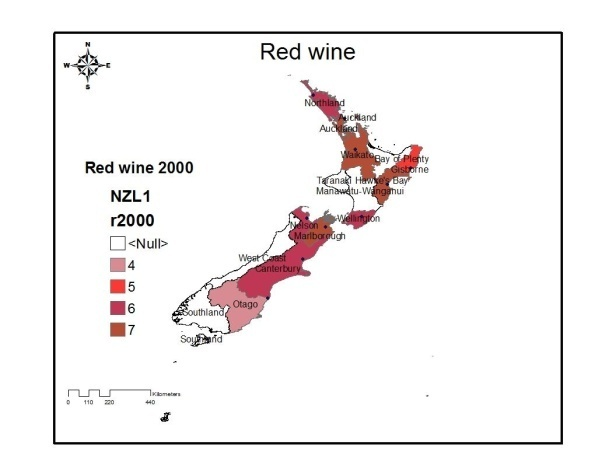 Red wine
N
W E
S
Northland
Auckland
Auckland
Waikato
Bay of Plenty
Gisborne
Taranaki Hawke's Bay
Manawatu-Wanganui
Wellington
Nelson
Marlborough
West Coast
Canterbury
Otago
Southland
Southland
Red wine 2000
NZL1
r2000
<Null>
4
5
6
7
Kilometers
0 110 220 440